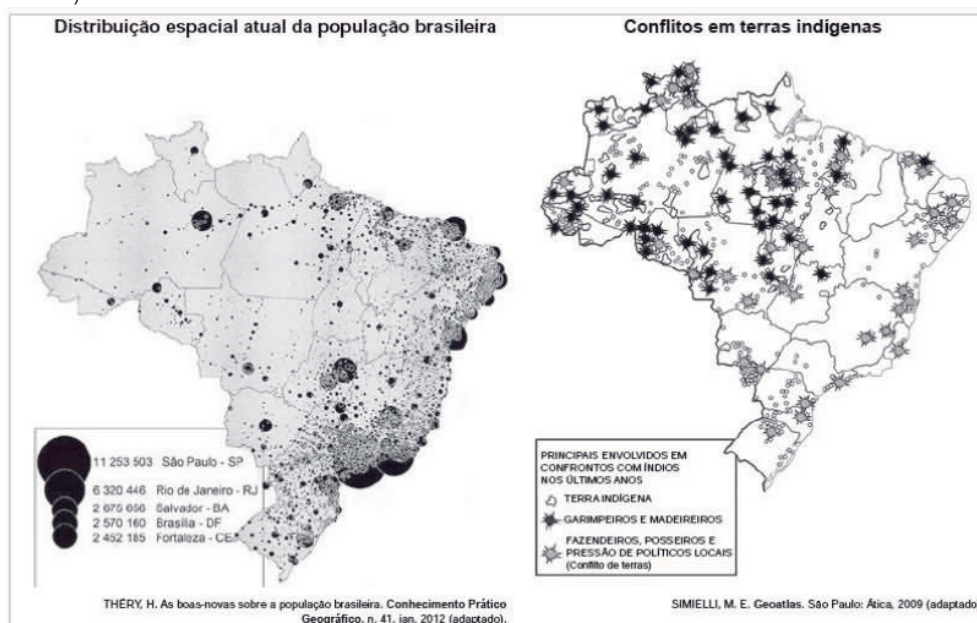 Distribuição espacial atual da população brasileira
11 253 503 São Paulo - SP
6 320 446 Rio de Janeiro - RJ
2 675 656 Salvador - BA
2 570 160 Brasília - DF
2 452 185 Fortaleza - CE
THÉRY, H. As boas-novas sobre a população brasileira. Conhecimento Prático
Geográfico, n. 41, jan. 2012 (adaptado).
Conflitos em terras indígenas
PRINCIPAIS ENVOLVIDOS EM
CONFRONTOS COM ÍNDIOS
NOS ÚLTIMOS ANOS
TERRA INDÍGENA
GARIMPEIROS E MADEIREIROS
FAZENDEIROS, POSSEIROS E
PRESSÃO DE POLÍTICOS LOCAIS
(Conflito de terras)
SIMIELLI, M. E. Geoatlas. São Paulo: Ática, 2009 (adaptado